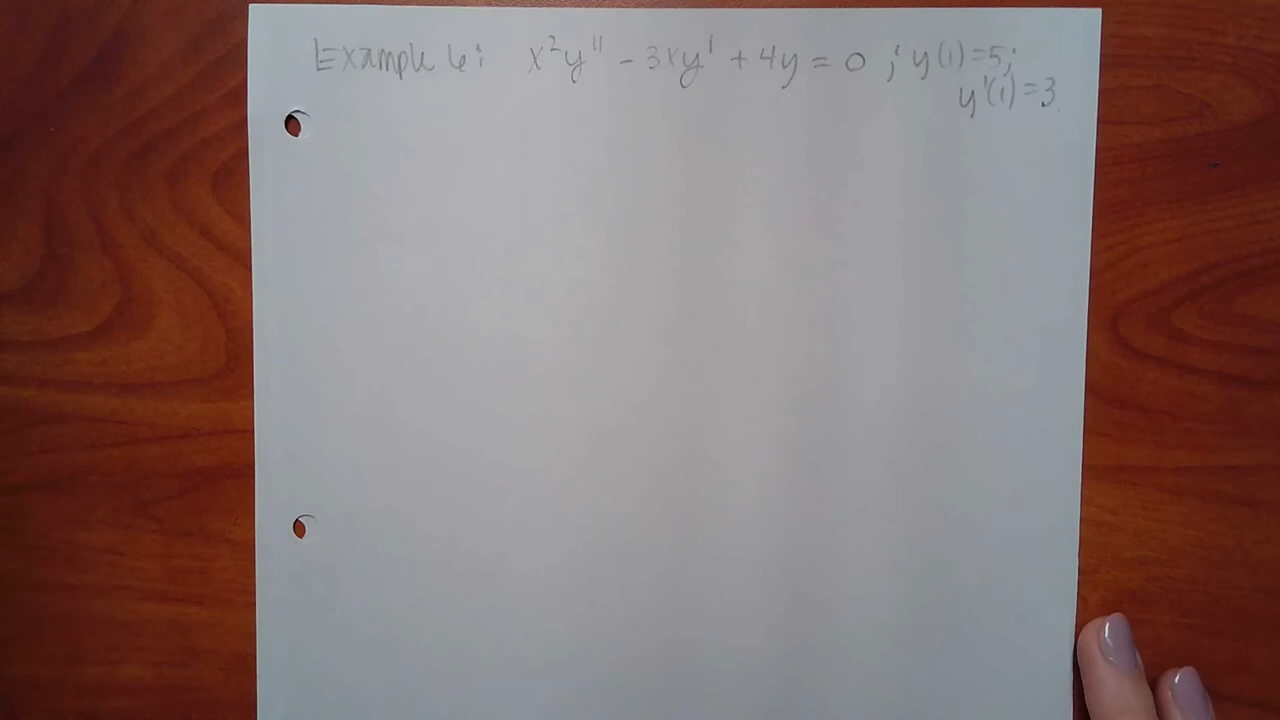 Example 6: x²y'' - 3xy' + 4y = 0 ; y(1)=5;
y'(1)=3